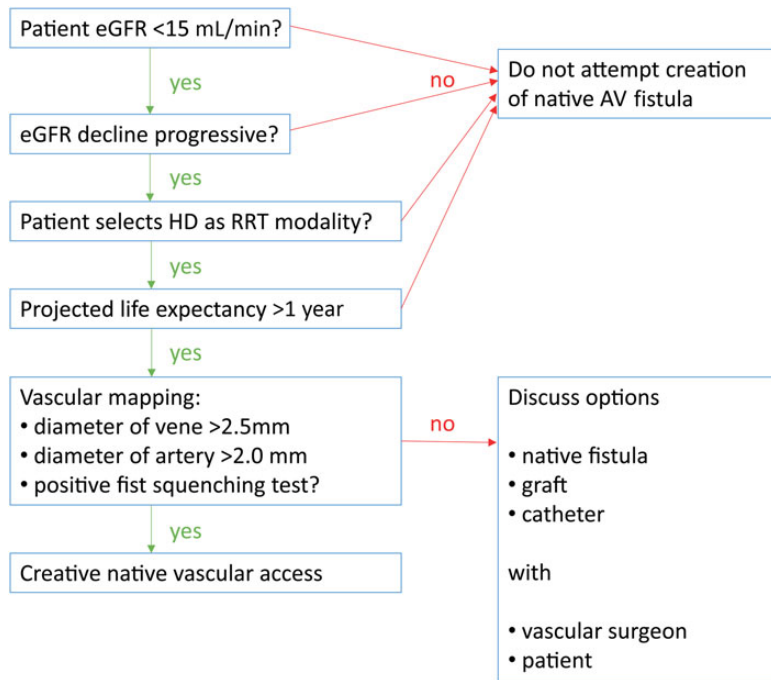 Patient eGFR <15 mL/min?
yes
no
Do not attempt creation
of native AV fistula
eGFR decline progressive?
yes
Patient selects HD as RRT modality?
yes
Projected life expectancy >1 year
yes
Vascular mapping:
• diameter of vene >2.5mm
• diameter of artery >2.0 mm
• positive fist squenching test?
no
Discuss options
• native fistula
• graft
• catheter
with
• vascular surgeon
• patient
yes
Creative native vascular access